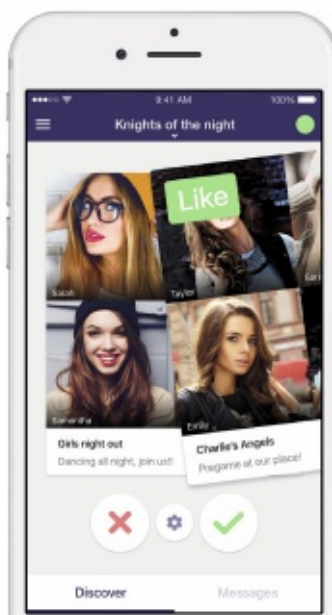 9:41 AM
100%
Knights of the night
Like
Sarah
Taylor
Samantha
Emily
Girls night out
Dancing all night, join us!!
Charlie's Angels
Pregame at our place!
Discover
Messages